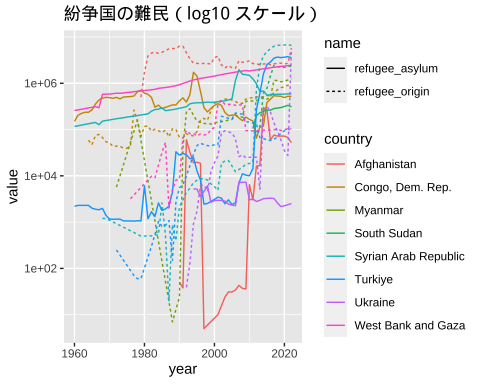 紛争国の難民（log10 スケール）
value
1e+06
1e+04
1e+02
1960
1980
2000
2020
year
name
refugee_asylum
refugee_origin
country
Afghanistan
Congo, Dem. Rep.
Myanmar
South Sudan
Syrian Arab Republic
Turkiye
Ukraine
West Bank and Gaza